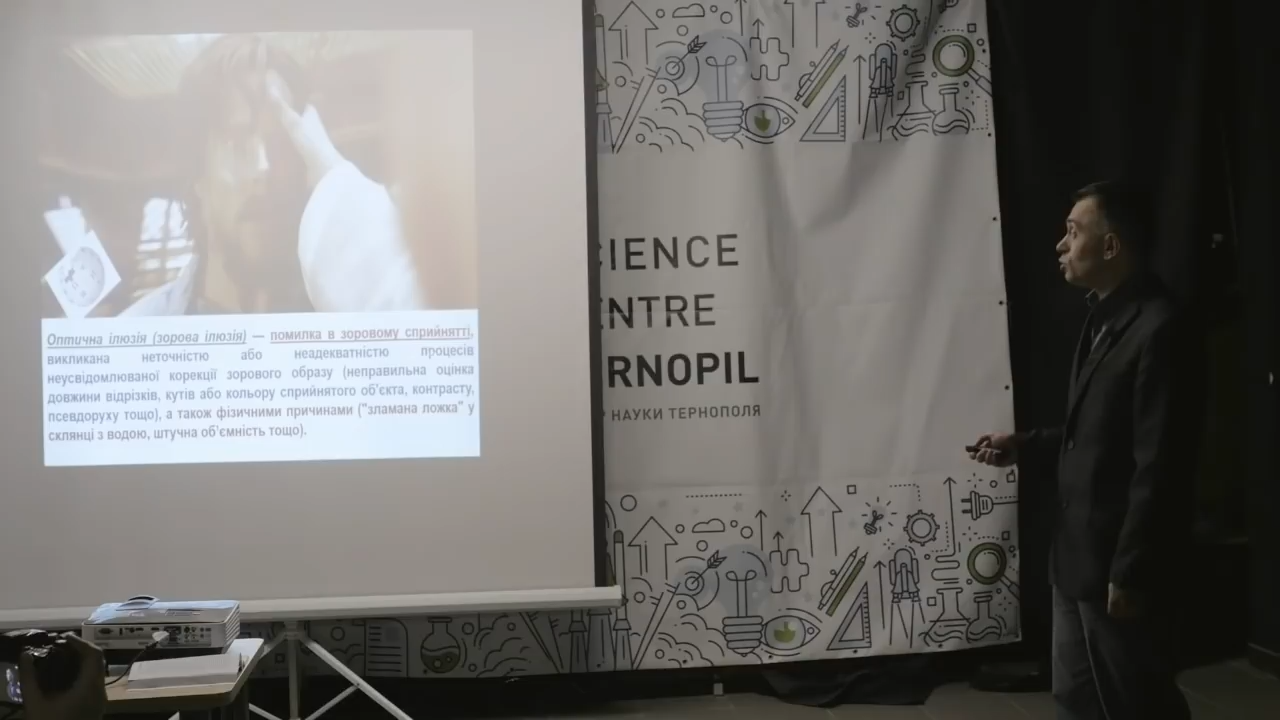 Оптична ілюзія (зорова ілюзія) — помилка в зоровому сприйнятті,
викликана неточністю або неадекватністю процесів
неусвідомлюваної корекції зорового образу (неправильна оцінка
довжини відрізків, кутів або кольору сприйнятого об'єкта, контрасту,
псевдоруху тощо), а також фізичними причинами ("зламана ложка" у
склянці з водою, штучна об'ємність тощо).
CIENCE
ENTRE
RNOPIL
НАУКИ ТЕРНОПОЛЯ